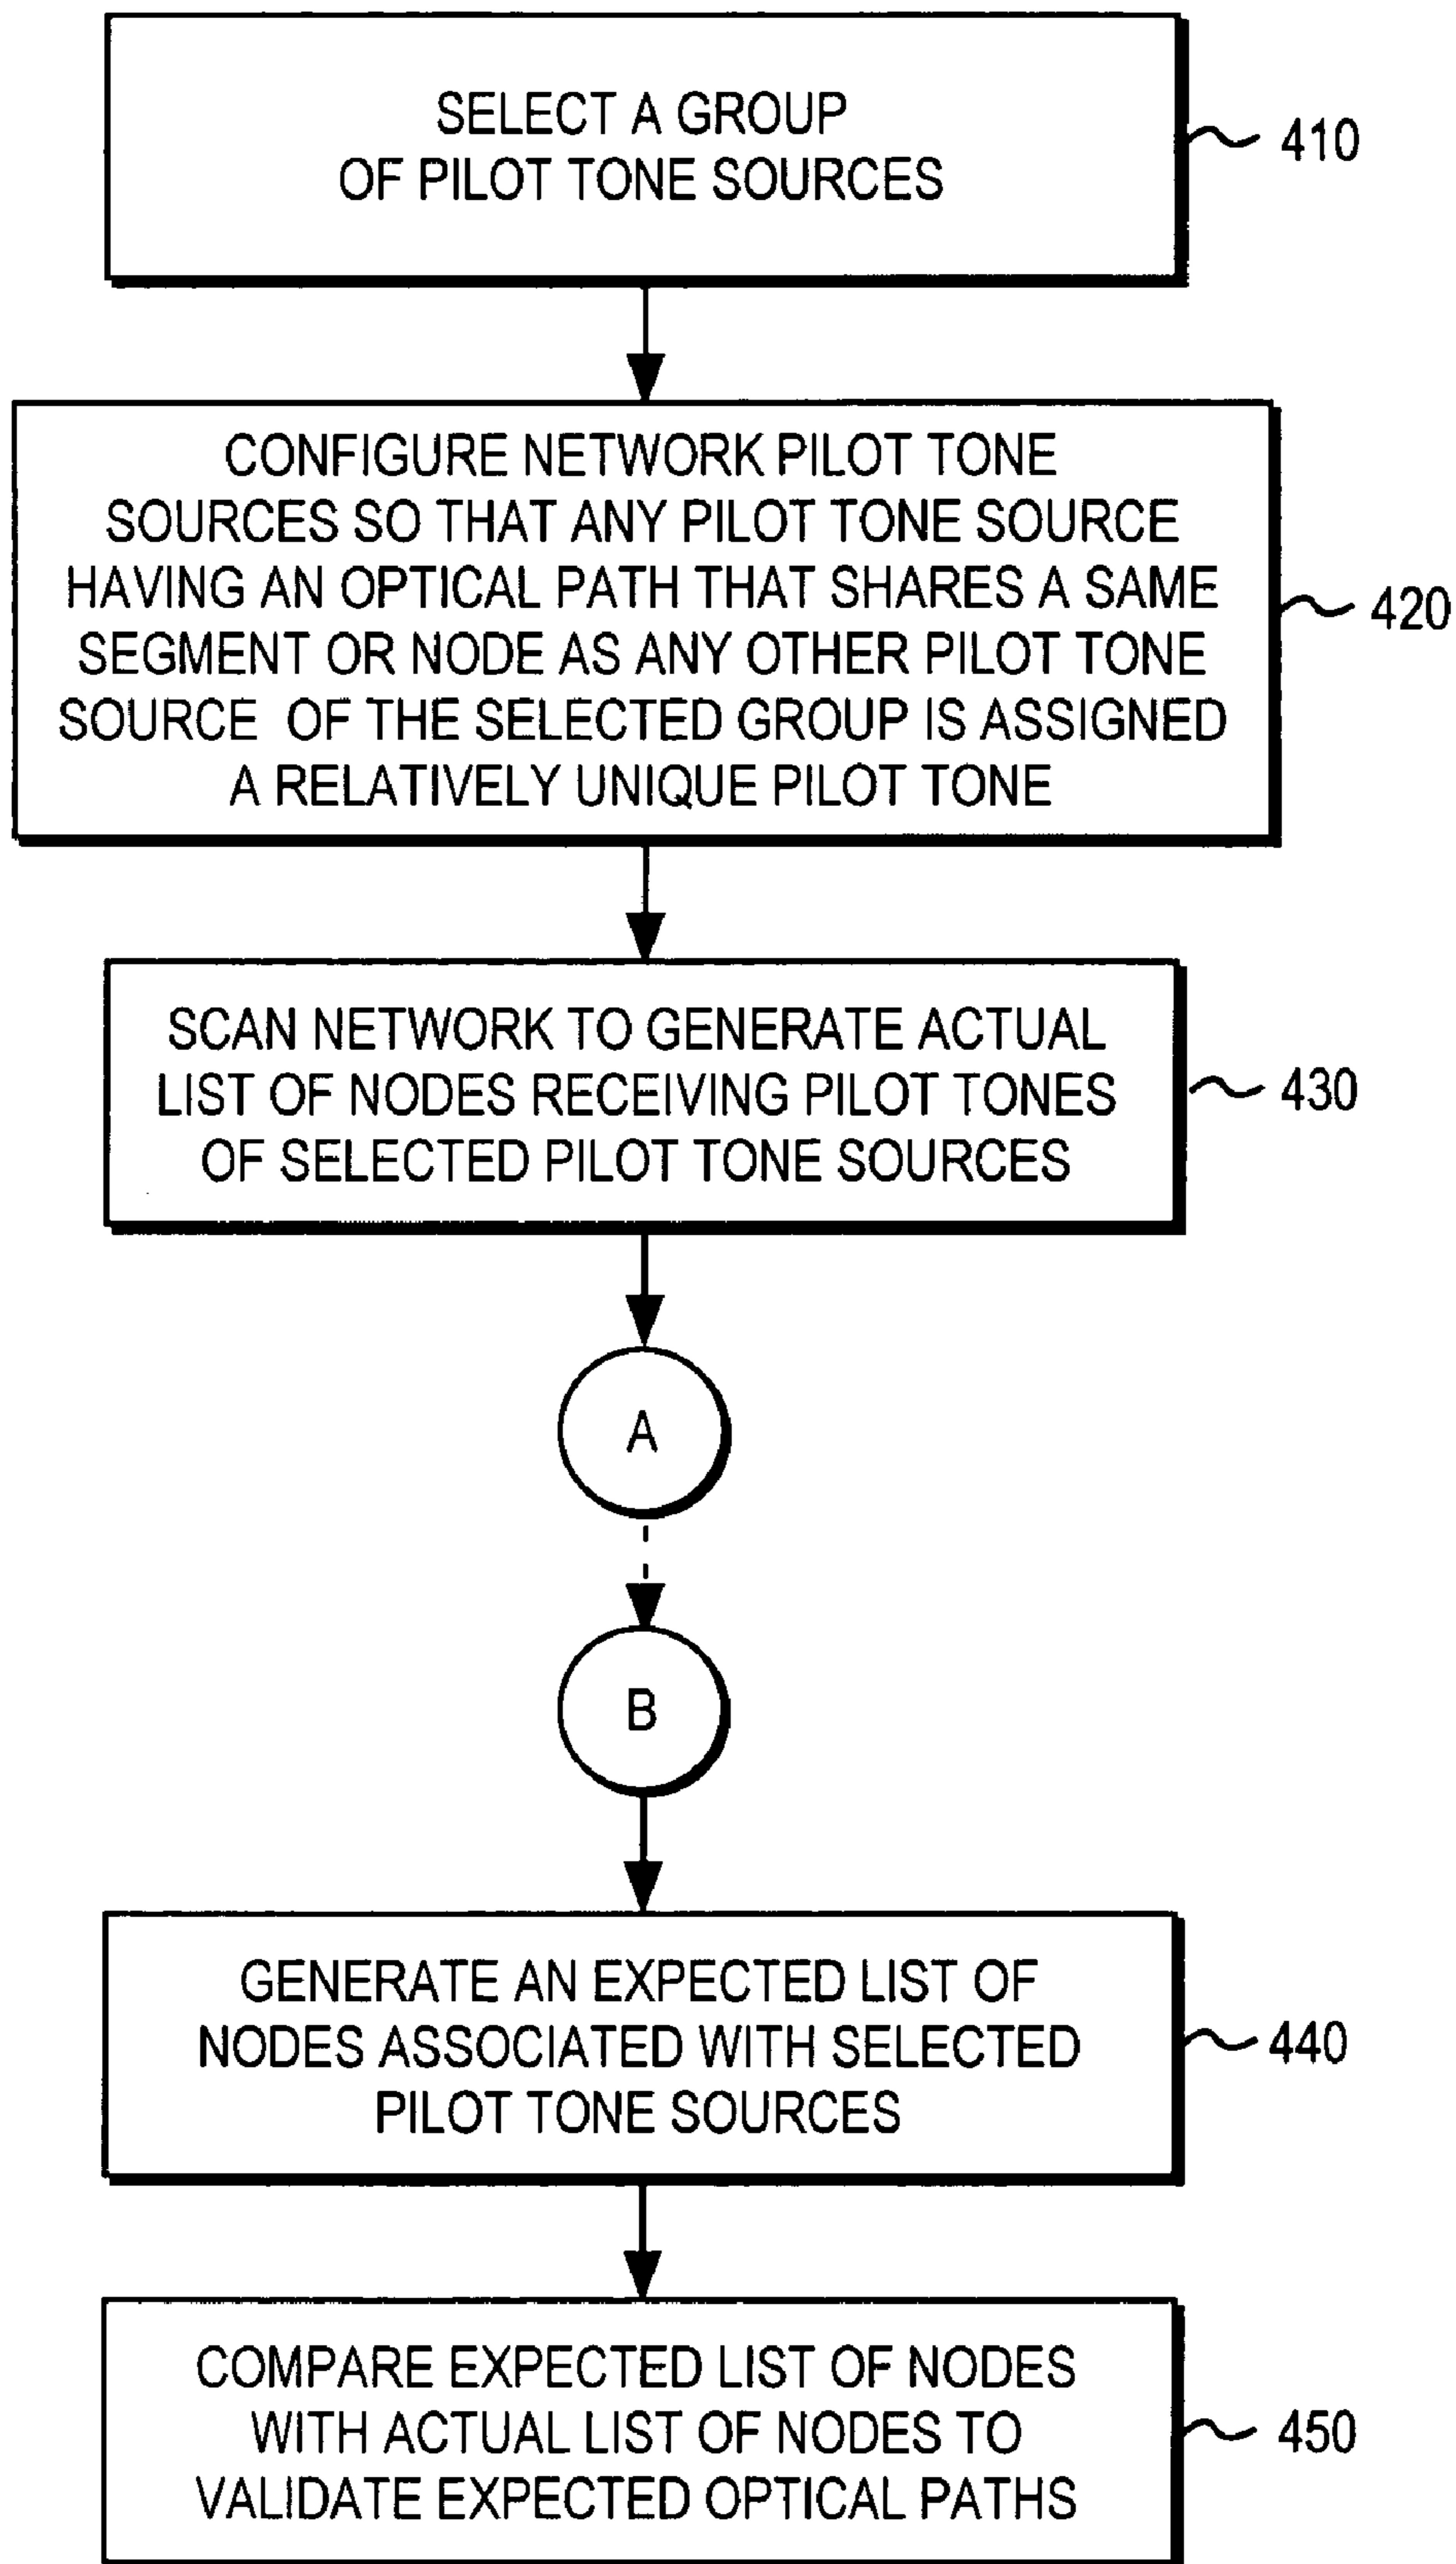 SELECT A GROUP
OF PILOT TONE SOURCES
410
CONFIGURE NETWORK PILOT TONE
SOURCES SO THAT ANY PILOT TONE SOURCE
HAVING AN OPTICAL PATH THAT SHARES A SAME
SEGMENT OR NODE AS ANY OTHER PILOT TONE
SOURCE OF THE SELECTED GROUP IS ASSIGNED
A RELATIVELY UNIQUE PILOT TONE
420
SCAN NETWORK TO GENERATE ACTUAL
LIST OF NODES RECEIVING PILOT TONES
OF SELECTED PILOT TONE SOURCES
430
A
B
GENERATE AN EXPECTED LIST OF
NODES ASSOCIATED WITH SELECTED
PILOT TONE SOURCES
440
COMPARE EXPECTED LIST OF NODES
WITH ACTUAL LIST OF NODES TO
VALIDATE EXPECTED OPTICAL PATHS
450